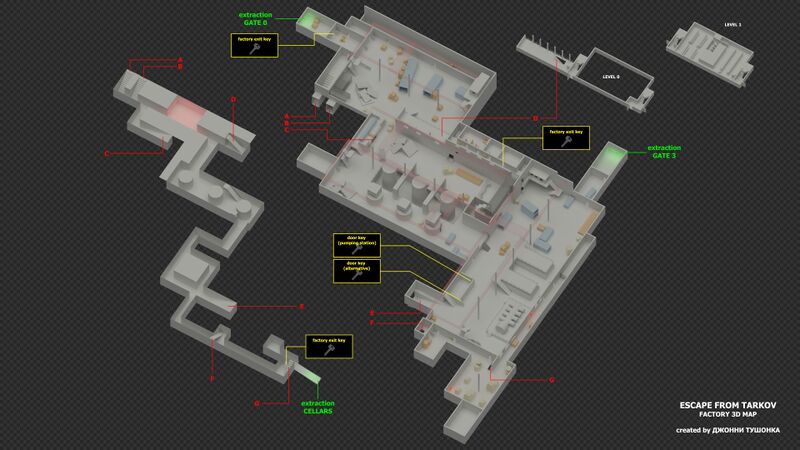 extraction
GATE 0
factory exit key
LEVEL 1
LEVEL 0
A
B
D
C
A
B
C
D
factory exit key
extraction
GATE 3
door key
(pumping station)
door key
(alternative)
E
F
E
F
G
factory exit key
G
extraction
CELLARS
ESCAPE FROM TARKOV
FACTORY 3D MAP
created by ДЖОННИ ТУШОНКА